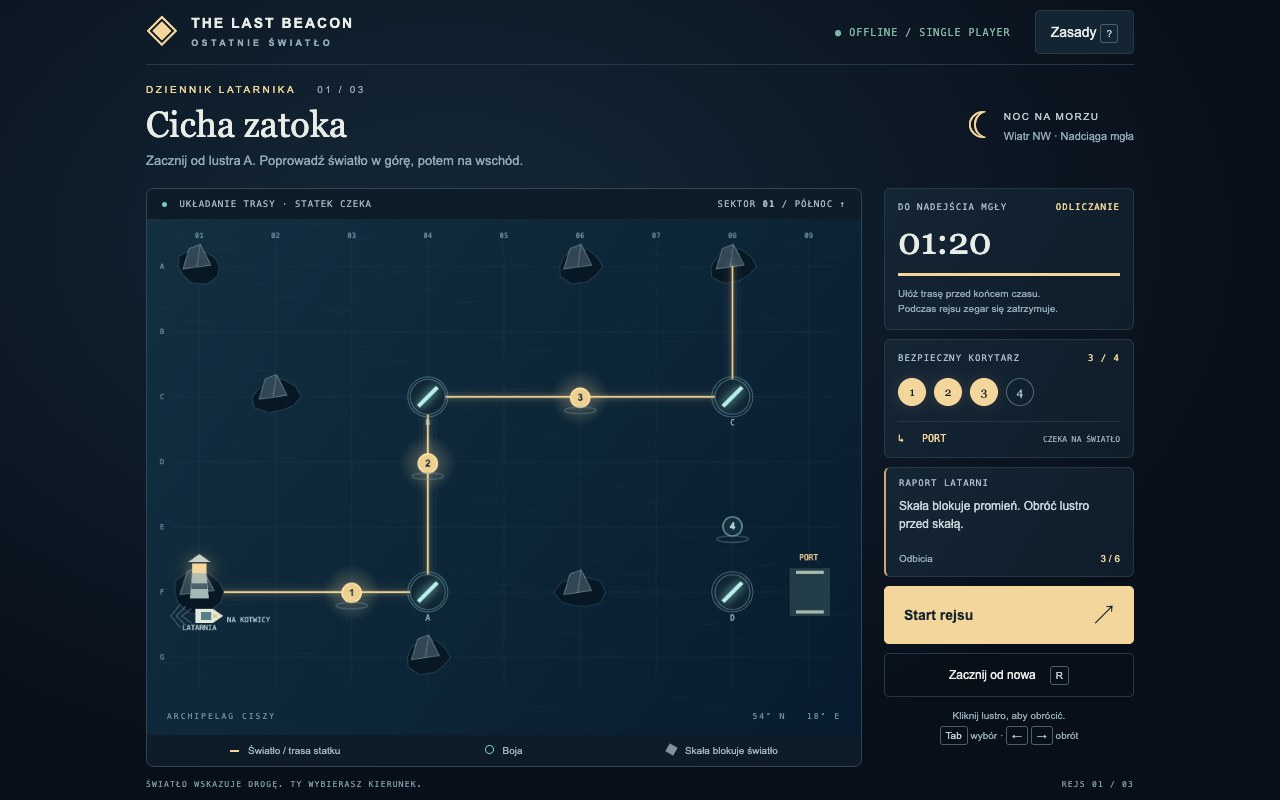 THE LAST BEACON
OSTATNIE ŚWIATŁO
OFFLINE / SINGLE PLAYER
Zasady ?
DZIENNIK LATARNIKA 01 / 03
Cicha zatoka
Zacznij od lustra A. Poprowadź światło w górę, potem na wschód.
NOC NA MORZU
Wiatr NW · Nadciąga mgła
UKŁADANIE TRASY · STATEK CZEKA
SEKTOR 01 / PÓŁNOC ↑
01 02 03 04 05 06 07 08 09
A
B
C
3
B
C
D
2
E
4
PORT
F
1
NA KOTWICY
LATARNIA
A
D
G
ARCHIPELAG CISZY
54° N 18° E
Światło / trasa statku
Boja
Skała blokuje światło
DO NADEJŚCIA MGŁY
ODLICZANIE
01:20
Ułóż trasę przed końcem czasu.
Podczas rejsu zegar się zatrzymuje.
BEZPIECZNY KORYTARZ
3 / 4
1 2 3 4
↳ PORT
CZEKA NA ŚWIATŁO
RAPORT LATARNI
Skała blokuje promień. Obróć lustro
przed skałą.
Odbicia
3 / 6
Start rejsu
Zacznij od nowa R
Kliknij lustro, aby obrócić.
Tab wybór · ← → obrót
ŚWIATŁO WSKAZUJE DROGĘ. TY WYBIERASZ KIERUNEK.
REJS 01 / 03